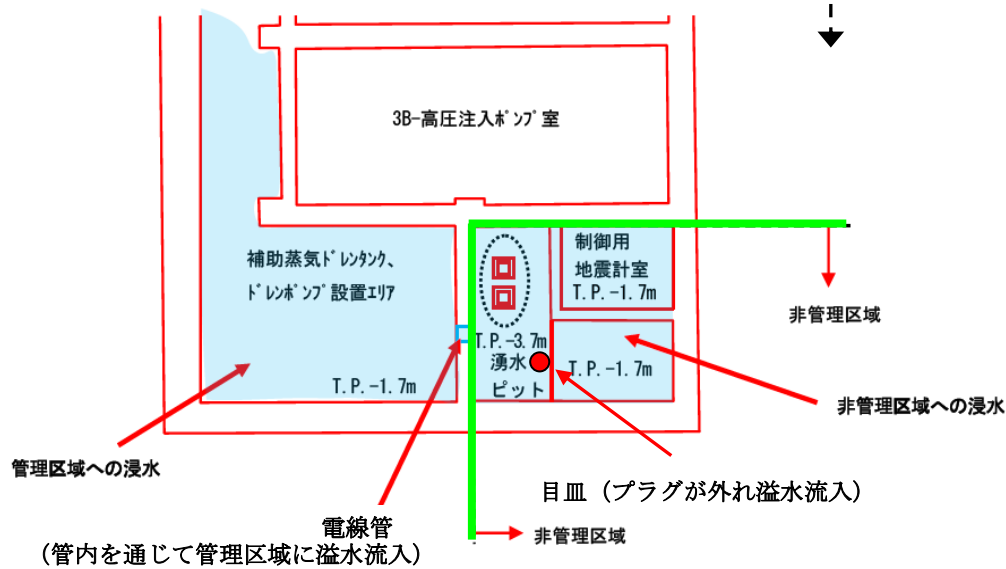 3B-高圧注入ﾎﾟﾝﾌﾟ室
補助蒸気ﾄﾞﾚﾝﾀﾝｸ、
ﾄﾞﾚﾝﾎﾟﾝﾌﾟ設置ｴﾘｱ
T.P.-1.7m
制御用
地震計室
T.P.-1.7m
非管理区域
T.P.-3.7m
湧水
ピット
T.P.-1.7m
非管理区域への浸水
管理区域への浸水
目皿（プラグが外れ溢水流入）
電線管
（管内を通じて管理区域に溢水流入）
非管理区域